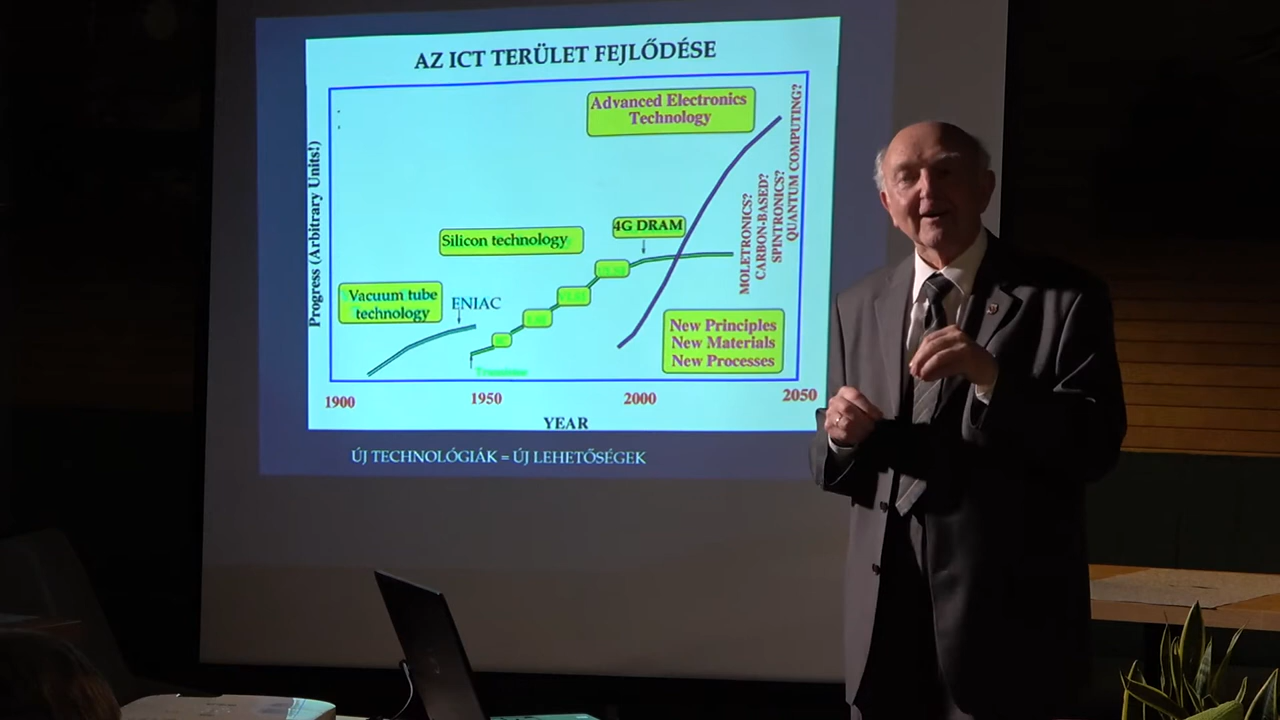 AZ ICT TERÜLET FEJLŐDÉSE
Progress (Arbitrary Units!)
Advanced Electronics
Technology
4G DRAM
Silicon technology
Vacuum tube
technology
ENIAC
Transistor
New Principles
New Materials
New Processes
MOLETRONICS?
CARBON-BASED?
SPINTRONICS?
QUANTUM COMPUTING?
1900
1950
2000
2050
YEAR
ÚJ TECHNOLÓGIÁK = ÚJ LEHETŐSÉGEK